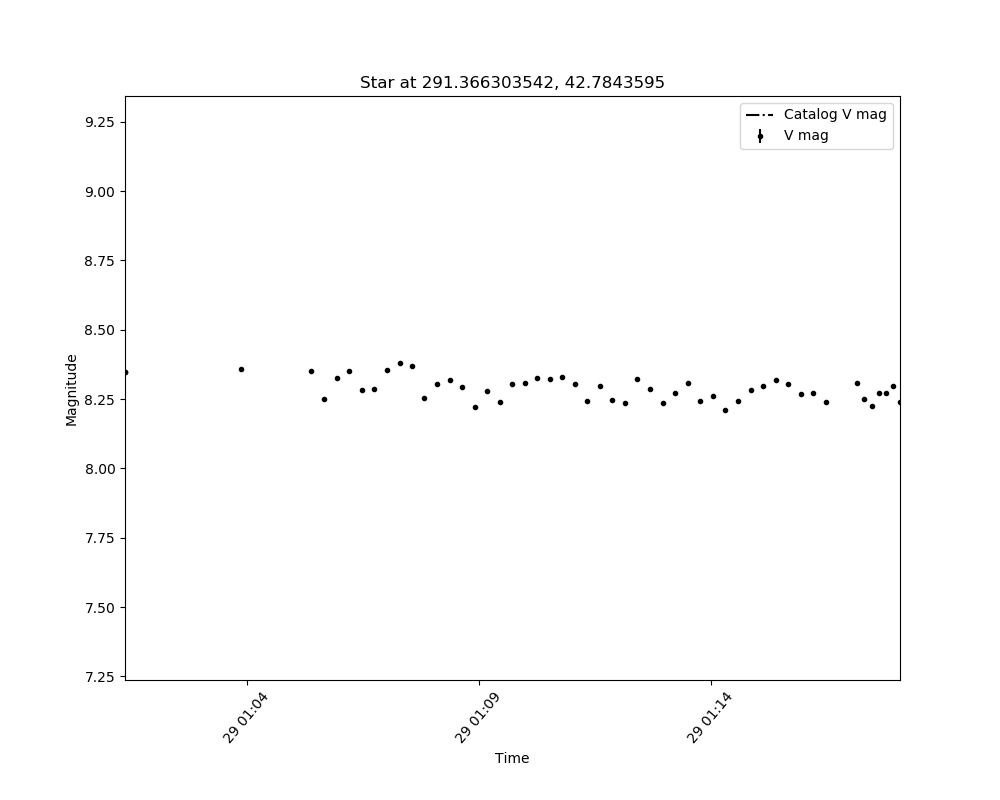 Star at 291.366303542, 42.7843595
Catalog V mag
V mag
9.25
9.00
8.75
8.50
8.25
8.00
7.75
7.50
7.25
Magnitude
29 01:04
29 01:09
29 01:14
Time